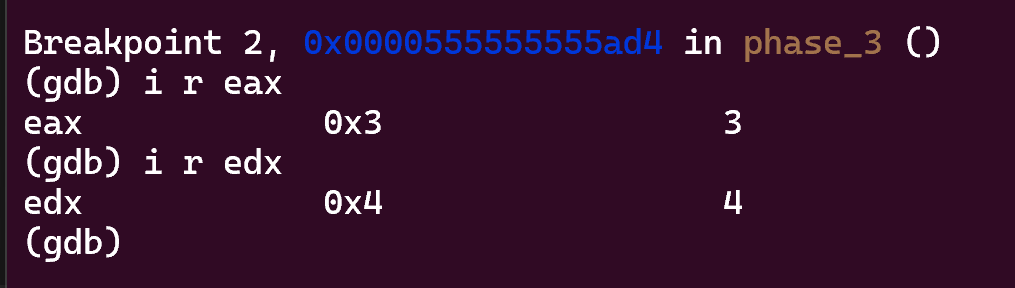 Breakpoint 2, 0x0000555555555ad4 in phase_3 ()
(gdb) i r eax
eax            0x3                 3
(gdb) i r edx
edx            0x4                 4
(gdb)